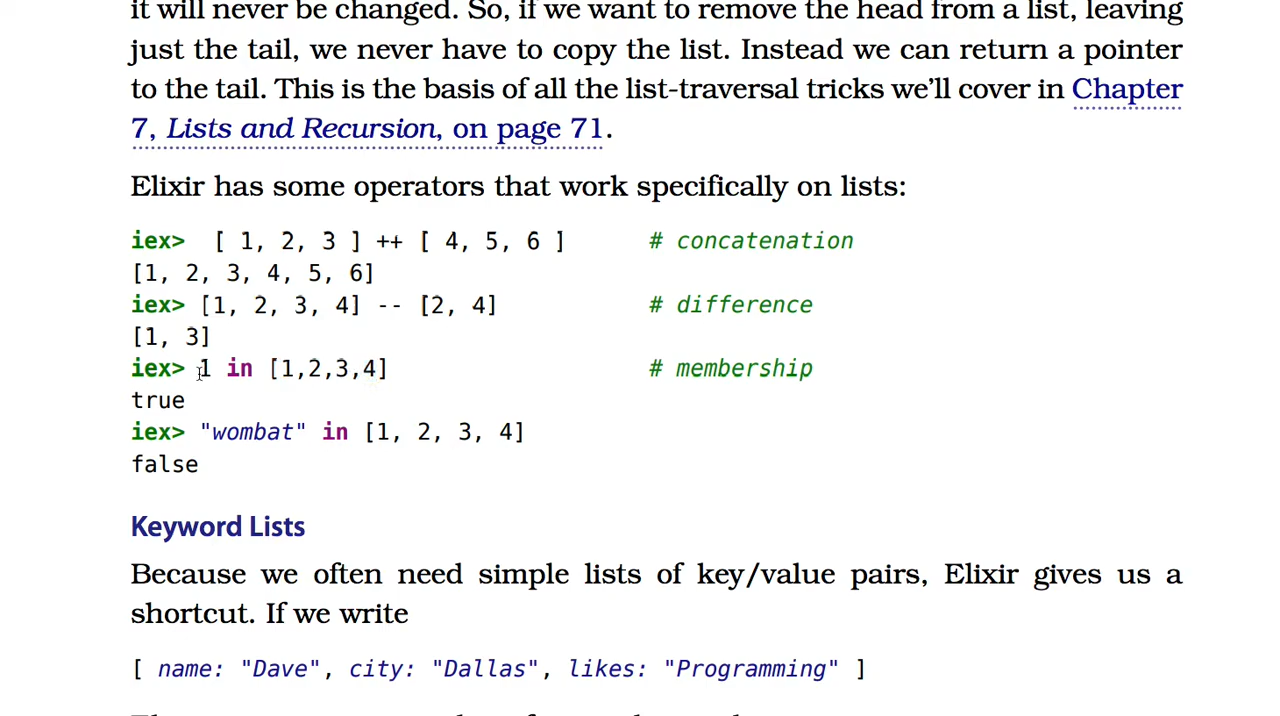 it will never be changed. So, if we want to remove the head from a list, leaving
just the tail, we never have to copy the list. Instead we can return a pointer
to the tail. This is the basis of all the list-traversal tricks we’ll cover in Chapter
7, Lists and Recursion, on page 71.
Elixir has some operators that work specifically on lists:
iex>  [ 1, 2, 3 ] ++ [ 4, 5, 6 ]      # concatenation
[1, 2, 3, 4, 5, 6]
iex> [1, 2, 3, 4] -- [2, 4]           # difference
[1, 3]
iex> 1 in [1,2,3,4]                   # membership
true
iex> "wombat" in [1, 2, 3, 4]
false
Keyword Lists
Because we often need simple lists of key/value pairs, Elixir gives us a
shortcut. If we write
[ name: "Dave", city: "Dallas", likes: "Programming" ]